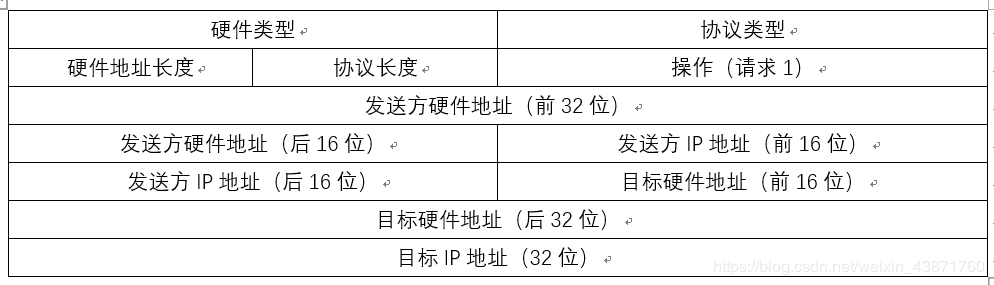 硬件类型 协议类型
硬件地址长度 协议长度 操作（请求 1）
发送方硬件地址（前 32 位）
发送方硬件地址（后 16 位） 发送方 IP 地址（前 16 位）
发送方 IP 地址（后 16 位） 目标硬件地址（前 16 位）
目标硬件地址（后 32 位）
目标 IP 地址（32 位）
https://blog.csdn.net/weixin_43871760